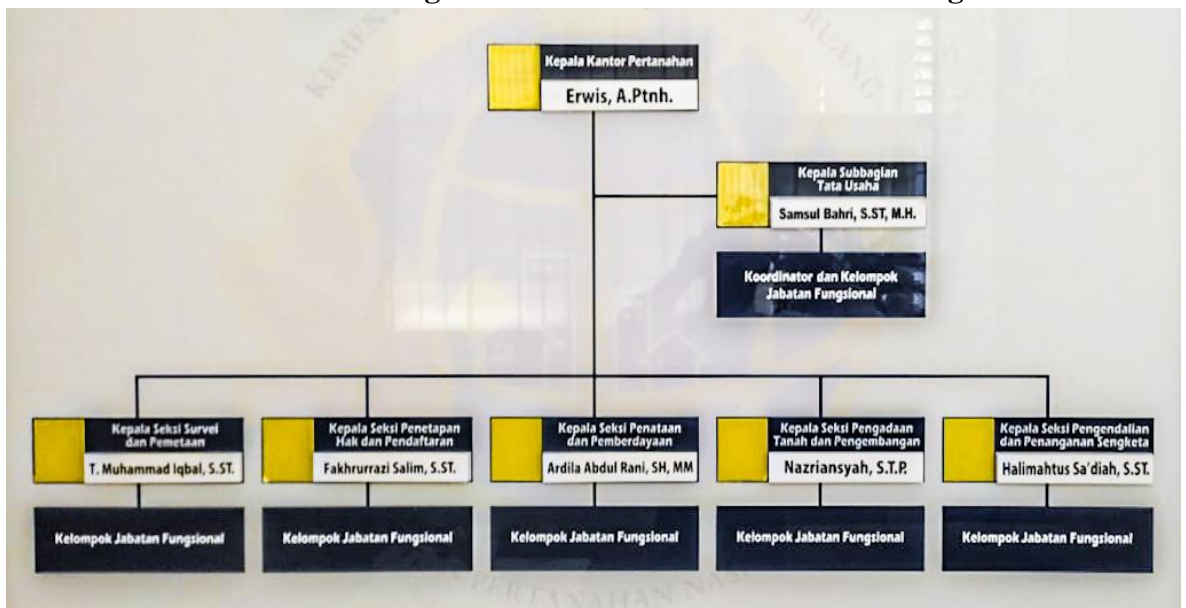 Kepala Kantor Pertanahan
Erwis, A.Ptnh.
Kepala Subbagian
Tata Usaha
Samsul Bahri, S.ST, M.H.
Koordinator dan Kelompok
Jabatan Fungsional
Kepala Seksi Survei
dan Pemetaan
T. Muhammad Iqbal, S.ST.
Kelompok Jabatan Fungsional
Kepala Seksi Penetapan
Hak dan Pendaftaran
Fakhrurrazi Salim, S.ST.
Kelompok Jabatan Fungsional
Kepala Seksi Penataan
dan Pemberdayaan
Ardila Abdul Rani, SH, MM
Kelompok Jabatan Fungsional
Kepala Seksi Pengadaan
Tanah dan Pengembangan
Nazriansyah, S.T.P.
Kelompok Jabatan Fungsional
Kepala Seksi Pengendalian
dan Penanganan Sengketa
Halimahtus Sa'diah, S.ST.
Kelompok Jabatan Fungsional
RUANG
PERTANAHAN